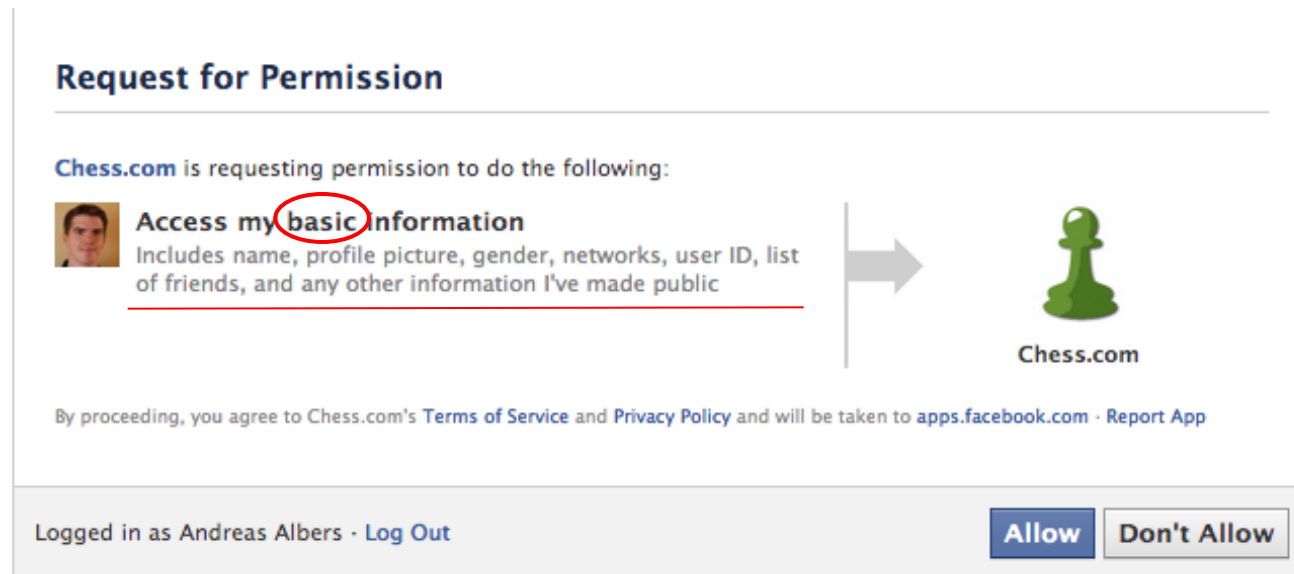 Request for Permission
Chess.com is requesting permission to do the following:
Access my basic information
Includes name, profile picture, gender, networks, user ID, list
of friends, and any other information I've made public
Chess.com
By proceeding, you agree to Chess.com's Terms of Service and Privacy Policy and will be taken to apps.facebook.com · Report App
Logged in as Andreas Albers · Log Out
Allow
Don't Allow